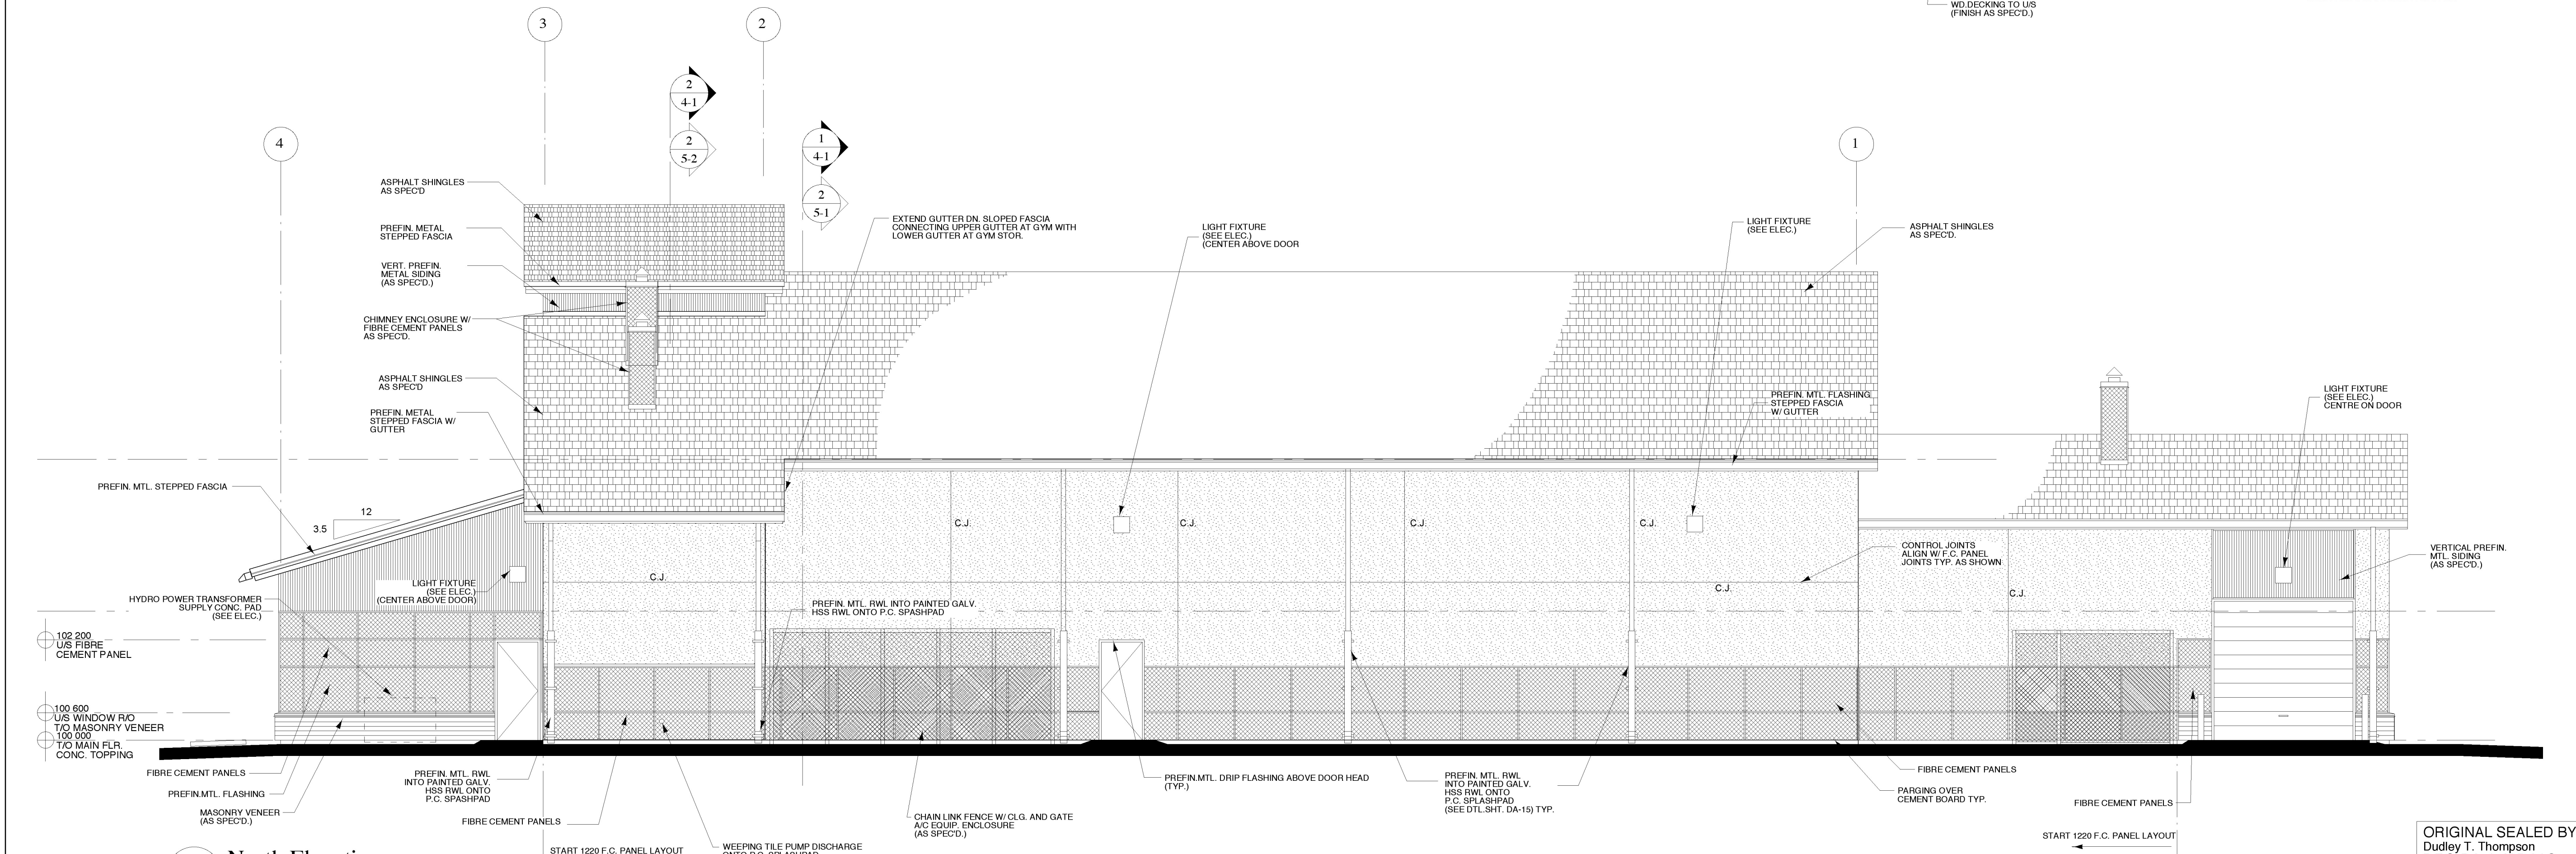 WD.DECKING TO U/S
(FINISH AS SPEC'D.)
3
2
2
4-1
2
5-2
1
4-1
2
5-1
4
1
ASPHALT SHINGLES
AS SPEC'D
PREFIN. METAL
STEPPED FASCIA
VERT. PREFIN.
METAL SIDING
(AS SPEC'D.)
CHIMNEY ENCLOSURE W/
FIBRE CEMENT PANELS
AS SPEC'D.
ASPHALT SHINGLES
AS SPEC'D
PREFIN. METAL
STEPPED FASCIA W/
GUTTER
EXTEND GUTTER DN. SLOPED FASCIA
CONNECTING UPPER GUTTER AT GYM WITH
LOWER GUTTER AT GYM STOR.
LIGHT FIXTURE
(SEE ELEC.)
(CENTER ABOVE DOOR
LIGHT FIXTURE
(SEE ELEC.)
ASPHALT SHINGLES
AS SPEC'D.
PREFIN. MTL. FLASHING
STEPPED FASCIA
W/ GUTTER
LIGHT FIXTURE
(SEE ELEC.)
CENTRE ON DOOR
PREFIN. MTL. STEPPED FASCIA
12
3.5
C.J.
C.J.
C.J.
C.J.
C.J.
C.J.
C.J.
CONTROL JOINTS
ALIGN W/ F.C. PANEL
JOINTS TYP. AS SHOWN
VERTICAL PREFIN.
MTL. SIDING
(AS SPEC'D.)
LIGHT FIXTURE
(SEE ELEC.)
(CENTER ABOVE DOOR)
HYDRO POWER TRANSFORMER
SUPPLY CONC. PAD
(SEE ELEC.)
PREFIN. MTL. RWL INTO PAINTED GALV.
HSS RWL ONTO P.C. SPASHPAD
102 200
U/S FIBRE
CEMENT PANEL
100 600
U/S WINDOW R/O
T/O MASONRY VENEER
100 000
T/O MAIN FLR.
CONC. TOPPING
FIBRE CEMENT PANELS
PREFIN.MTL. FLASHING
MASONRY VENEER
(AS SPEC'D.)
PREFIN. MTL. RWL
INTO PAINTED GALV.
HSS RWL ONTO
P.C. SPASHPAD
FIBRE CEMENT PANELS
START 1220 F.C. PANEL LAYOUT
WEEPING TILE PUMP DISCHARGE
ONTO P.C. SPLASHPAD
CHAIN LINK FENCE W/ CLG. AND GATE
A/C EQUIP. ENCLOSURE
(AS SPEC'D.)
PREFIN.MTL. DRIP FLASHING ABOVE DOOR HEAD
(TYP.)
PREFIN. MTL. RWL
INTO PAINTED GALV.
HSS RWL ONTO
P.C. SPLASHPAD
(SEE DTL.SHT. DA-15) TYP.
FIBRE CEMENT PANELS
PARGING OVER
CEMENT BOARD TYP.
FIBRE CEMENT PANELS
START 1220 F.C. PANEL LAYOUT
North Elevation
ORIGINAL SEALED BY
Dudley T. Thompson